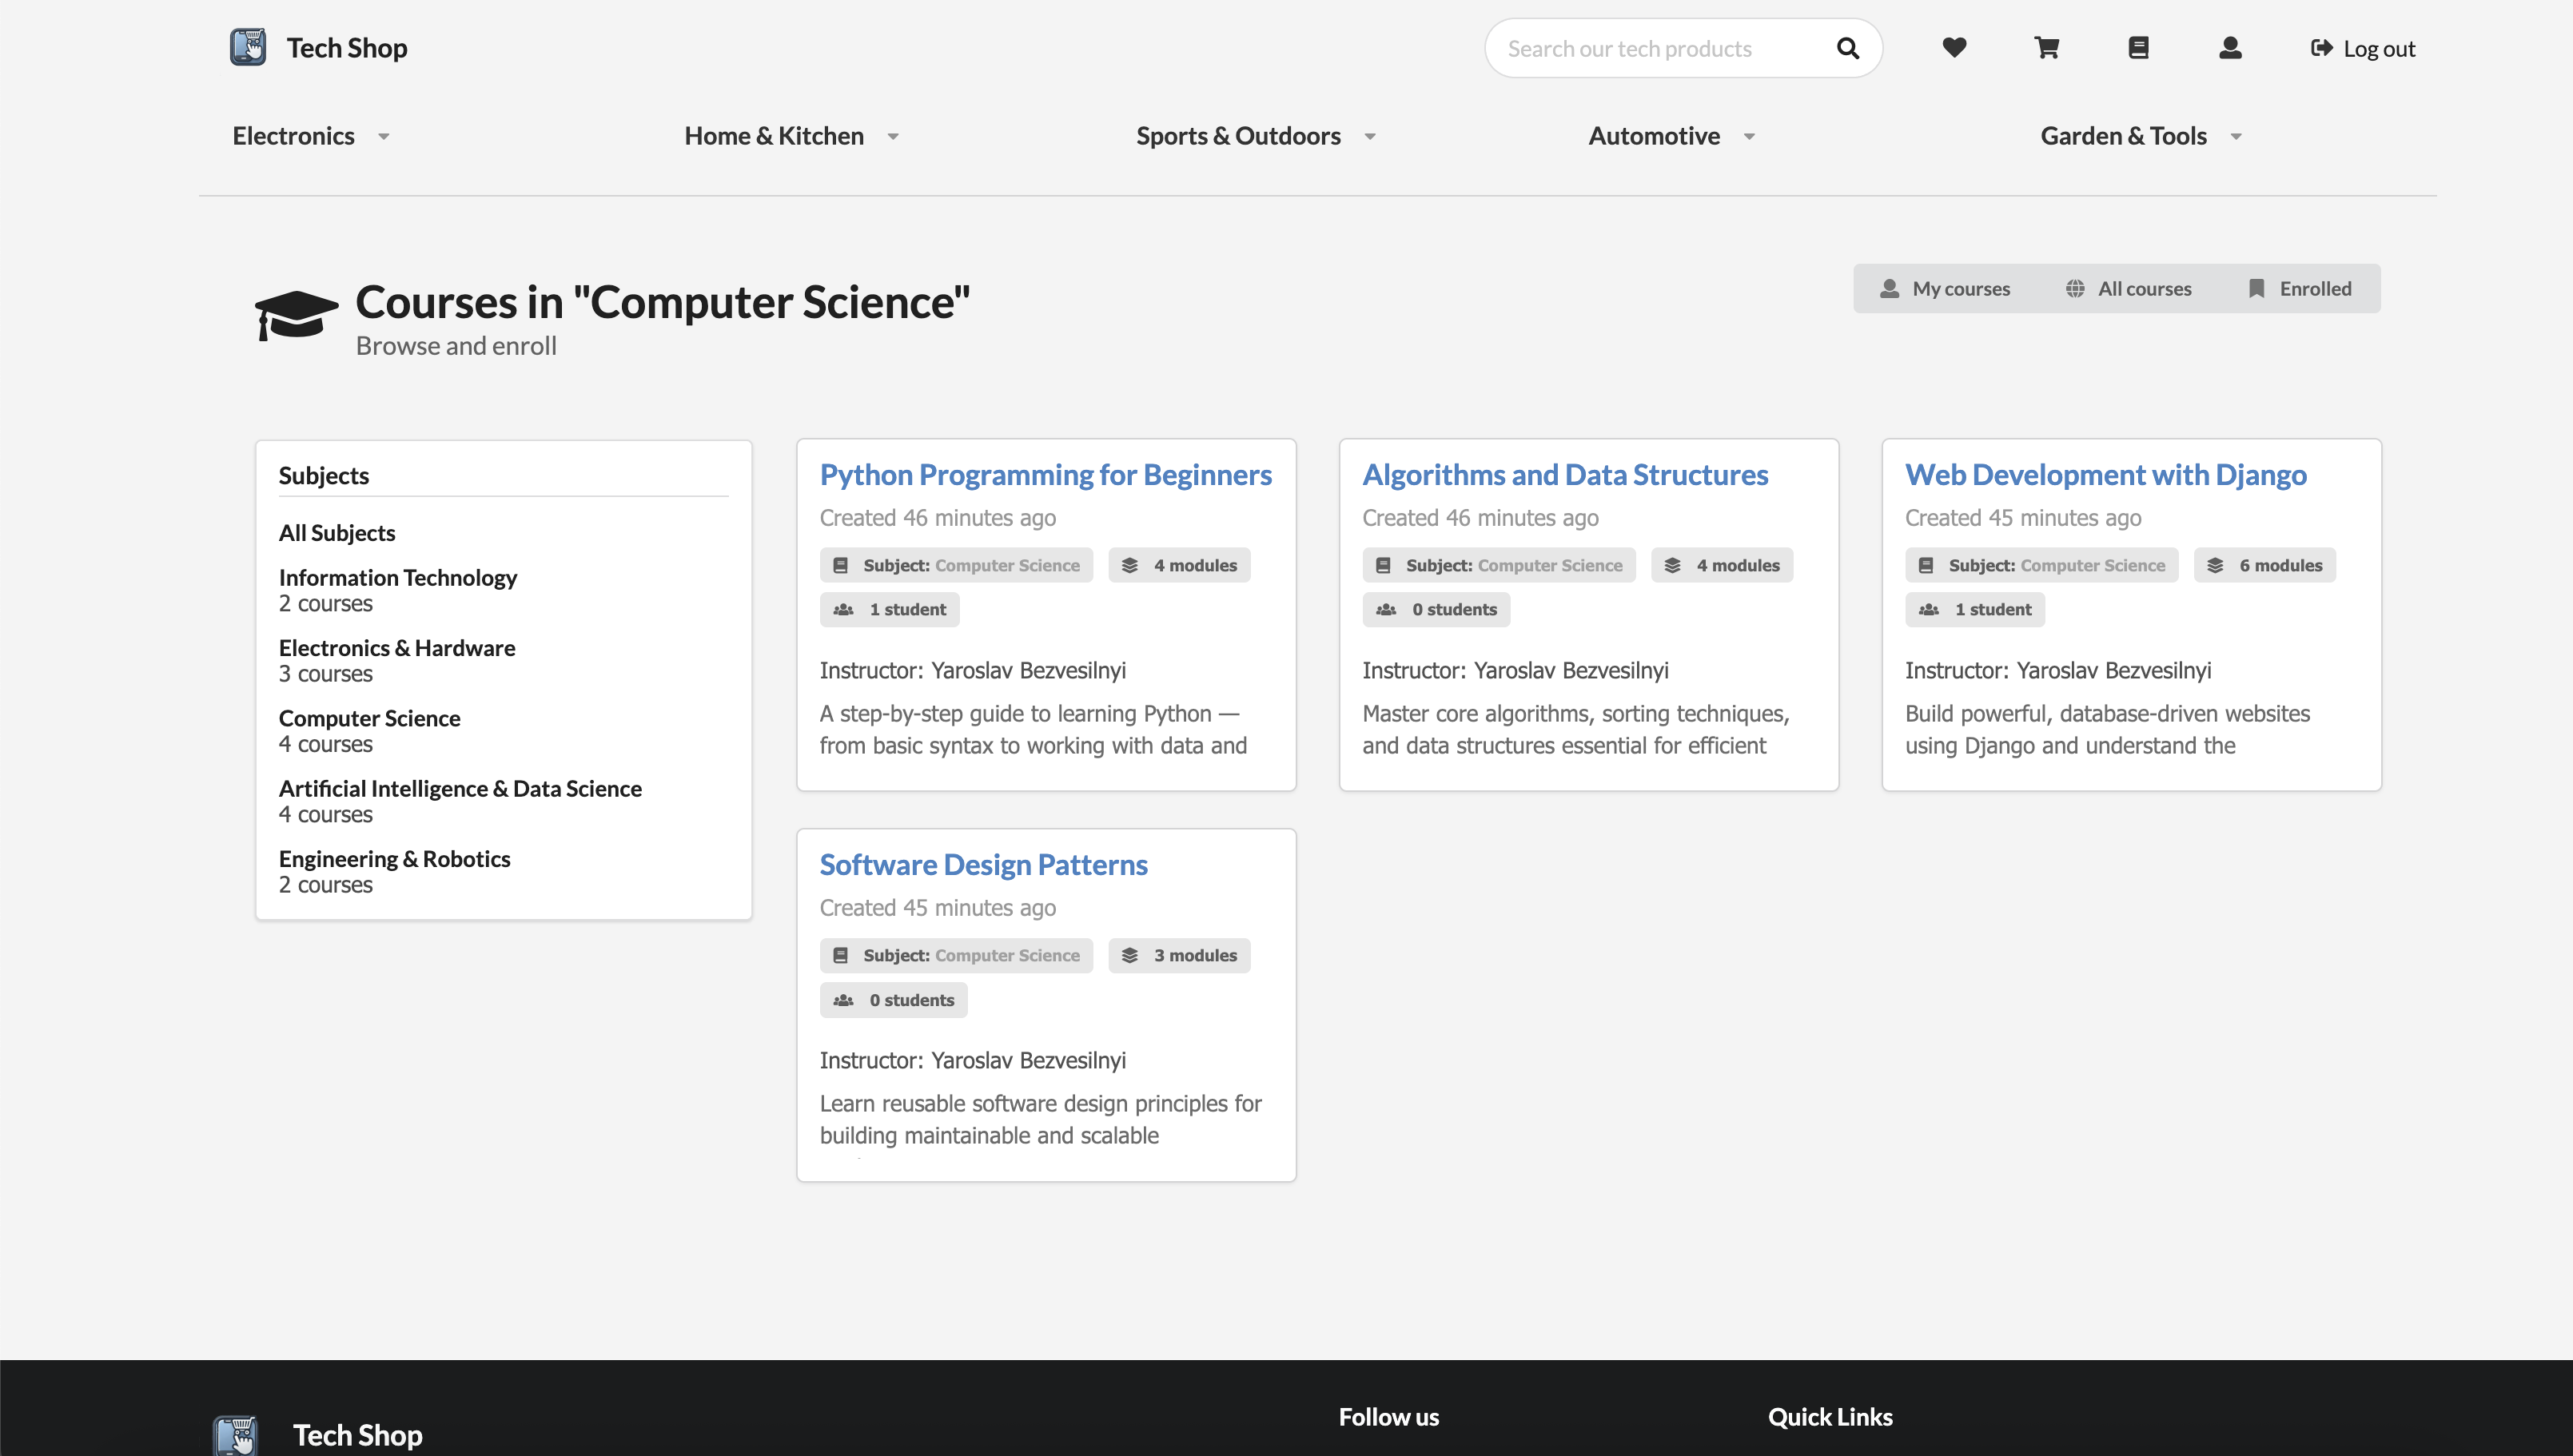 Tech Shop
Search our tech products
Log out
Electronics
Home & Kitchen
Sports & Outdoors
Automotive
Garden & Tools
Courses in "Computer Science"
Browse and enroll
My courses
All courses
Enrolled
Subjects
All Subjects
Information Technology
2 courses
Electronics & Hardware
3 courses
Computer Science
4 courses
Artificial Intelligence & Data Science
4 courses
Engineering & Robotics
2 courses
Python Programming for Beginners
Created 46 minutes ago
Subject: Computer Science
4 modules
1 student
Instructor: Yaroslav Bezvesilnyi
A step-by-step guide to learning Python —
from basic syntax to working with data and
Algorithms and Data Structures
Created 46 minutes ago
Subject: Computer Science
4 modules
0 students
Instructor: Yaroslav Bezvesilnyi
Master core algorithms, sorting techniques,
and data structures essential for efficient
Web Development with Django
Created 45 minutes ago
Subject: Computer Science
6 modules
1 student
Instructor: Yaroslav Bezvesilnyi
Build powerful, database-driven websites
using Django and understand the
Software Design Patterns
Created 45 minutes ago
Subject: Computer Science
3 modules
0 students
Instructor: Yaroslav Bezvesilnyi
Learn reusable software design principles for
building maintainable and scalable
Tech Shop
Follow us
Quick Links